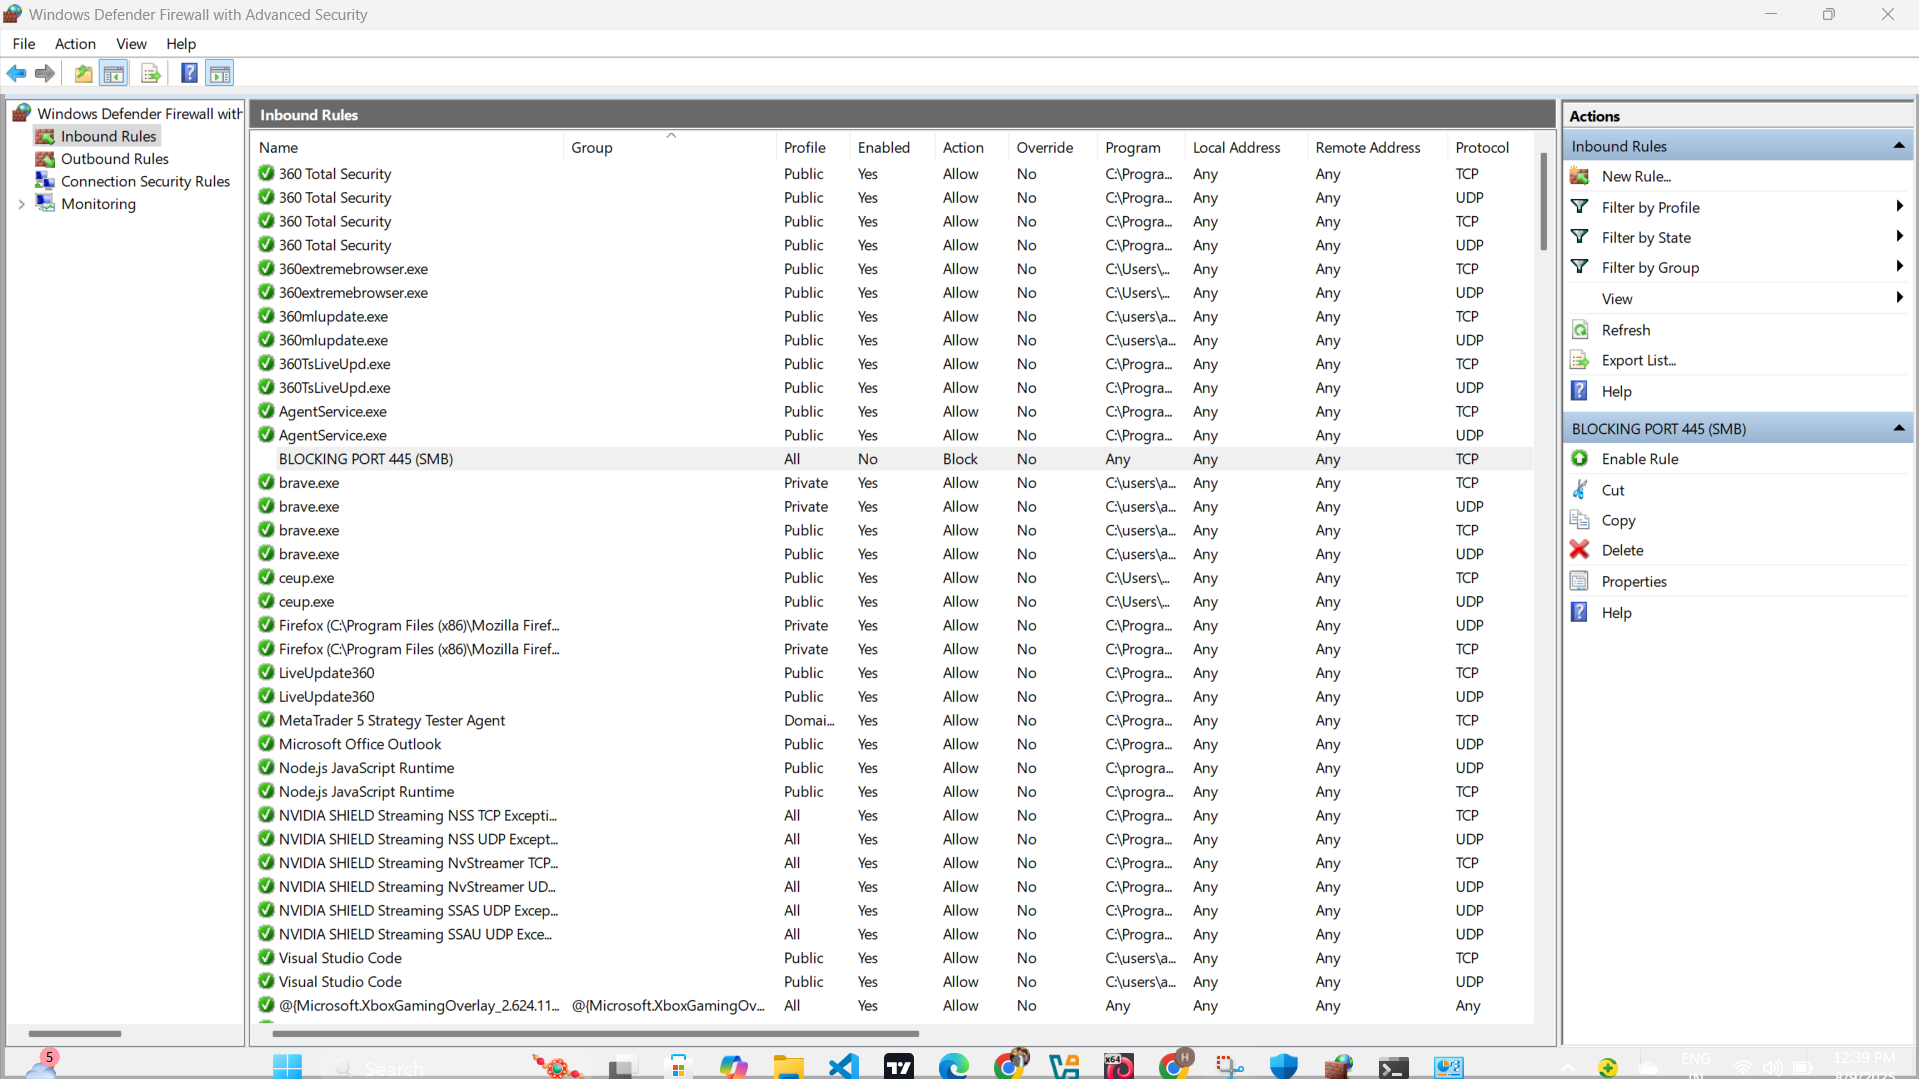 Windows Defender Firewall with Advanced Security
File Action View Help
Windows Defender Firewall with
Inbound Rules
Outbound Rules
Connection Security Rules
Monitoring
Inbound Rules
Name Group Profile Enabled Action Override Program Local Address Remote Address Protocol
360 Total Security Public Yes Allow No C:\Progra... Any Any TCP
360 Total Security Public Yes Allow No C:\Progra... Any Any UDP
360 Total Security Public Yes Allow No C:\Progra... Any Any TCP
360 Total Security Public Yes Allow No C:\Progra... Any Any UDP
360extremebrowser.exe Public Yes Allow No C:\Users\... Any Any TCP
360extremebrowser.exe Public Yes Allow No C:\Users\... Any Any UDP
360mlupdate.exe Public Yes Allow No C:\users\a... Any Any TCP
360mlupdate.exe Public Yes Allow No C:\users\a... Any Any UDP
360TsLiveUpd.exe Public Yes Allow No C:\Progra... Any Any TCP
360TsLiveUpd.exe Public Yes Allow No C:\Progra... Any Any UDP
AgentService.exe Public Yes Allow No C:\Progra... Any Any TCP
AgentService.exe Public Yes Allow No C:\Progra... Any Any UDP
BLOCKING PORT 445 (SMB) All No Block No Any Any Any TCP
brave.exe Private Yes Allow No C:\users\a... Any Any TCP
brave.exe Private Yes Allow No C:\users\a... Any Any UDP
brave.exe Public Yes Allow No C:\users\a... Any Any TCP
brave.exe Public Yes Allow No C:\users\a... Any Any UDP
ceup.exe Public Yes Allow No C:\Users\... Any Any TCP
ceup.exe Public Yes Allow No C:\Users\... Any Any UDP
Firefox (C:\Program Files (x86)\Mozilla Firef... Private Yes Allow No C:\Progra... Any Any UDP
Firefox (C:\Program Files (x86)\Mozilla Firef... Private Yes Allow No C:\Progra... Any Any TCP
LiveUpdate360 Public Yes Allow No C:\Progra... Any Any TCP
LiveUpdate360 Public Yes Allow No C:\Progra... Any Any UDP
MetaTrader 5 Strategy Tester Agent Domai... Yes Allow No C:\Progra... Any Any TCP
Microsoft Office Outlook Public Yes Allow No C:\Progra... Any Any UDP
Node.js JavaScript Runtime Public Yes Allow No C:\progra... Any Any UDP
Node.js JavaScript Runtime Public Yes Allow No C:\progra... Any Any TCP
NVIDIA SHIELD Streaming NSS TCP Excepti... All Yes Allow No C:\Progra... Any Any TCP
NVIDIA SHIELD Streaming NSS UDP Except... All Yes Allow No C:\Progra... Any Any UDP
NVIDIA SHIELD Streaming NvStreamer TCP... All Yes Allow No C:\Progra... Any Any TCP
NVIDIA SHIELD Streaming NvStreamer UD... All Yes Allow No C:\Progra... Any Any UDP
NVIDIA SHIELD Streaming SSAS UDP Excep... All Yes Allow No C:\Progra... Any Any UDP
NVIDIA SHIELD Streaming SSAU UDP Exce... All Yes Allow No C:\Progra... Any Any UDP
Visual Studio Code Public Yes Allow No C:\users\a... Any Any TCP
Visual Studio Code Public Yes Allow No C:\users\a... Any Any UDP
@{Microsoft.XboxGamingOverlay_2.624.11... @{Microsoft.XboxGamingOv... All Yes Allow No Any Any Any Any
Actions
Inbound Rules
New Rule...
Filter by Profile
Filter by State
Filter by Group
View
Refresh
Export List...
Help
BLOCKING PORT 445 (SMB)
Enable Rule
Cut
Copy
Delete
Properties
Help
5
Search
x64
H
ENG
12:39 PM